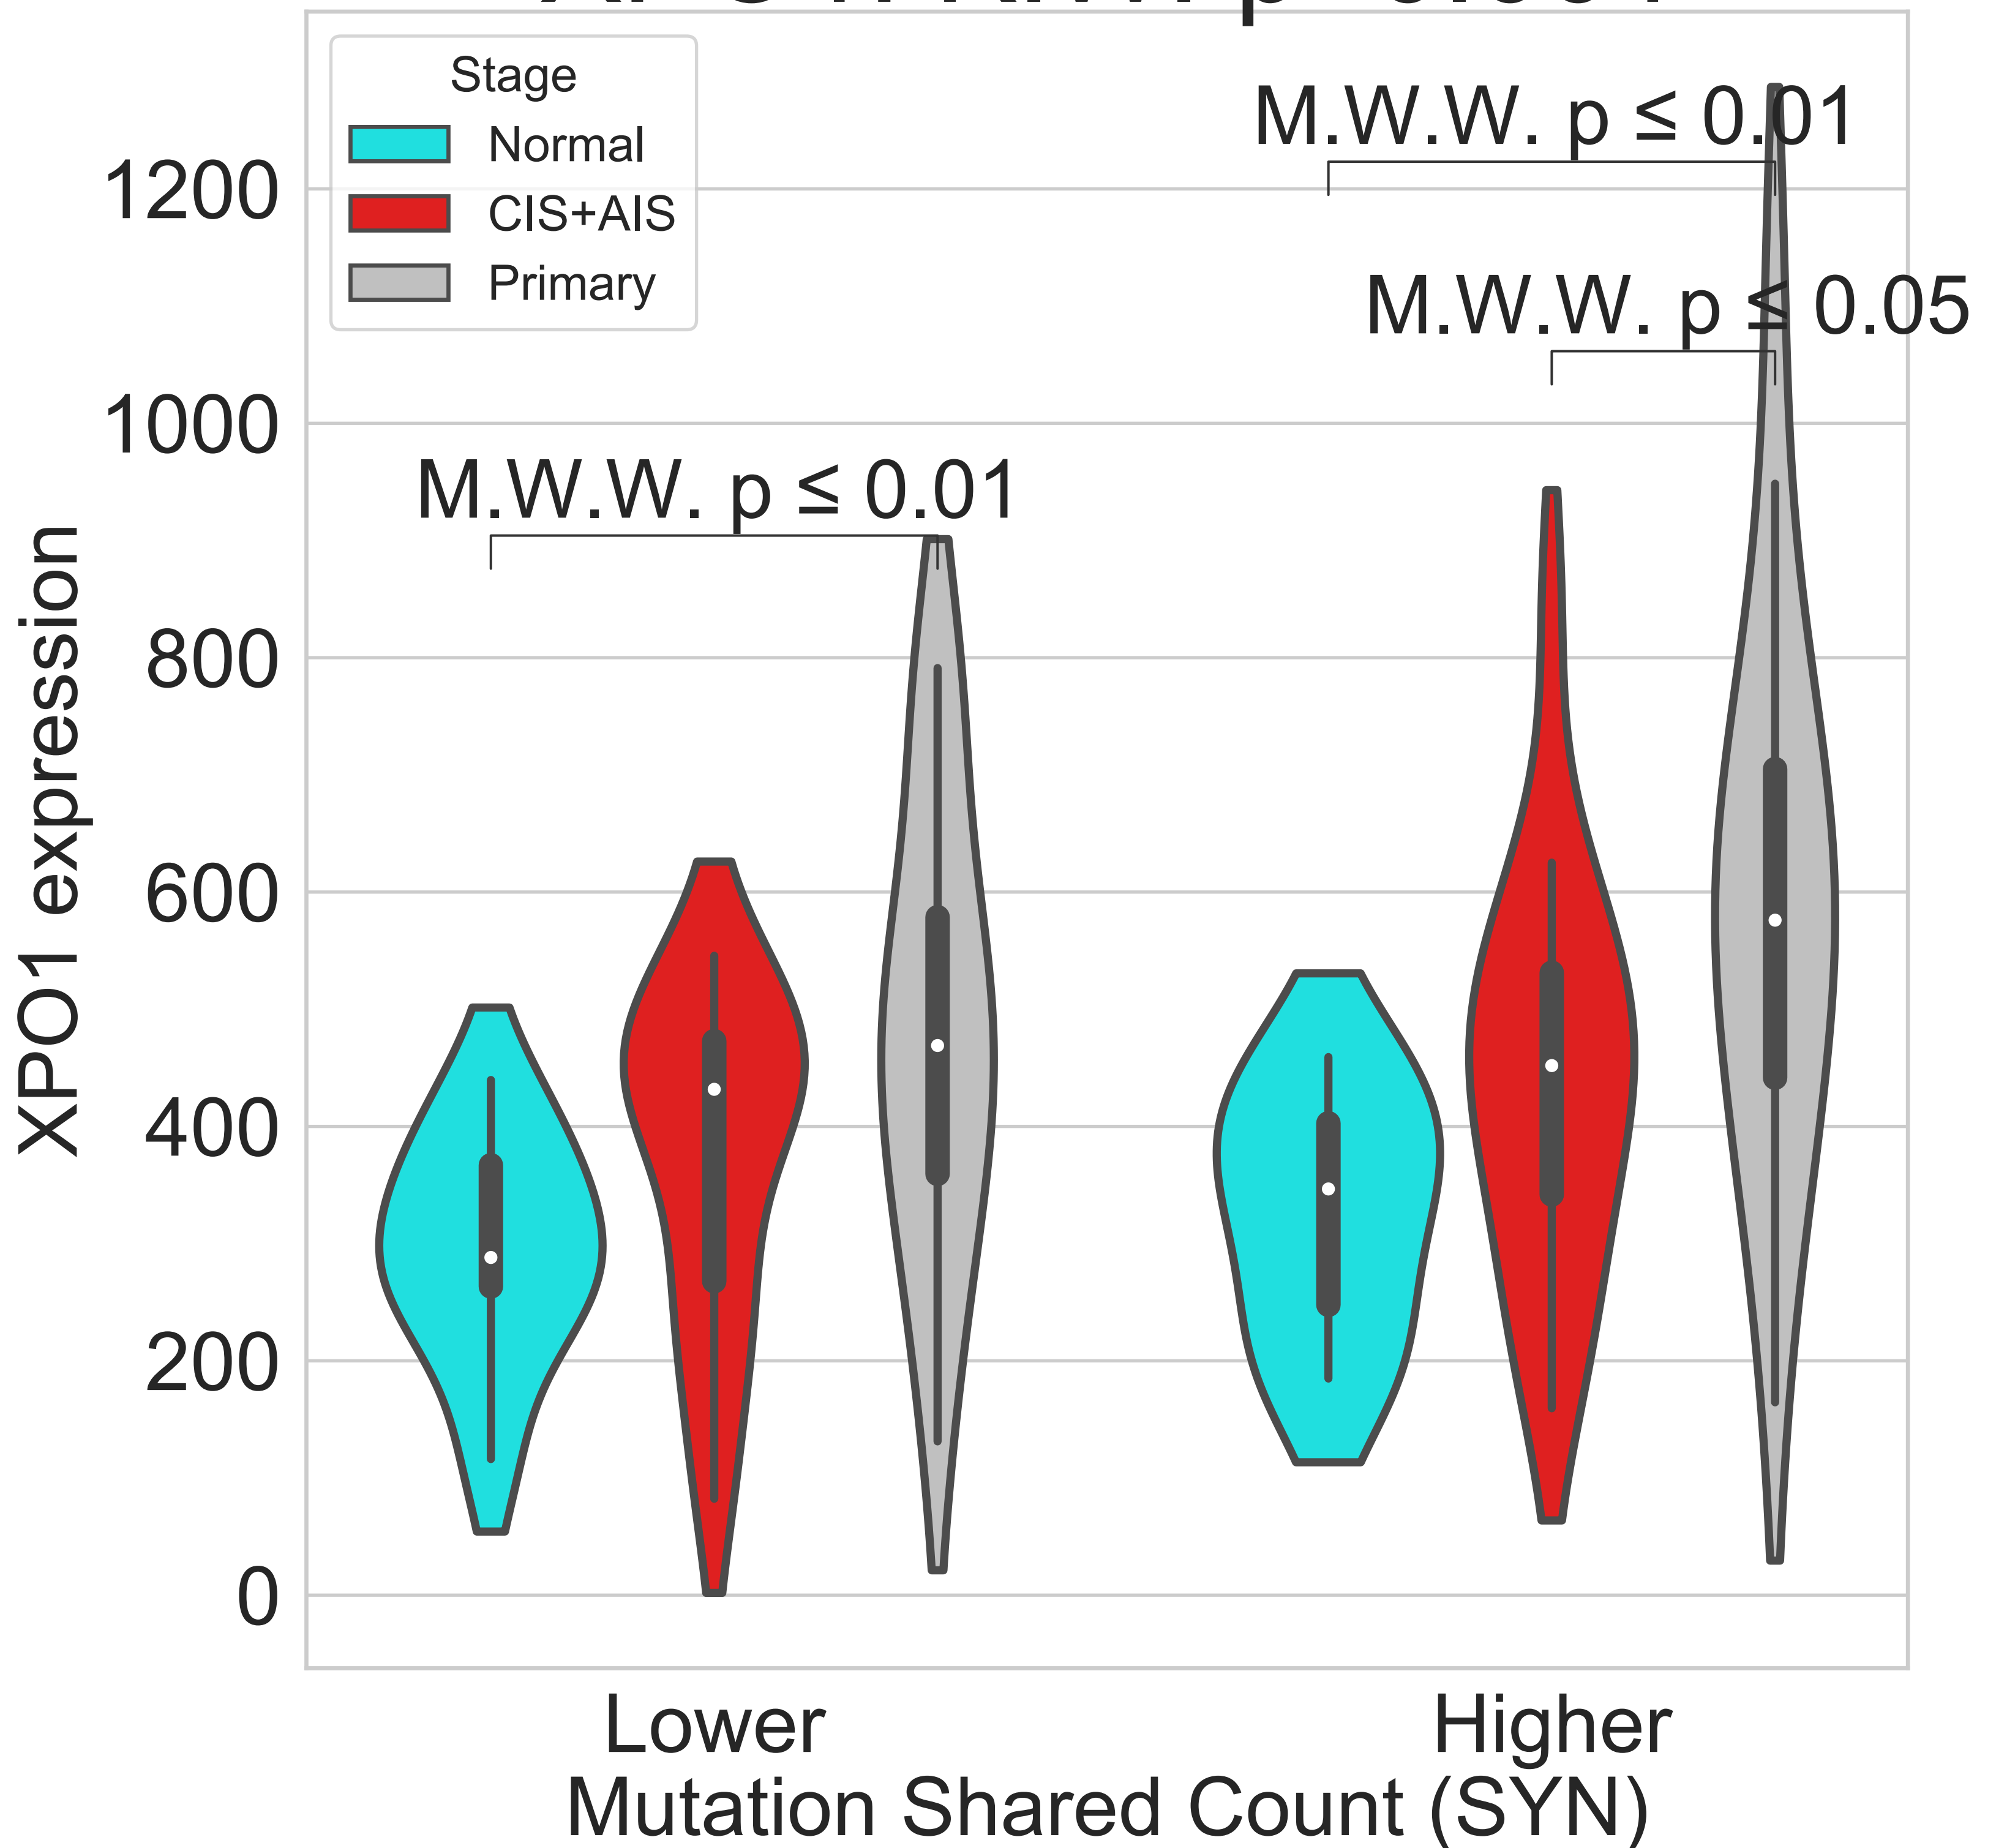 Stage
Normal
CIS+AIS
Primary
M.W.W. p ≤ 0.01
M.W.W. p ≤ 0.05
M.W.W. p ≤ 0.01
1200
1000
800
600
400
200
0
XPO1 expression
Lower
Higher
Mutation Shared Count (SYN)